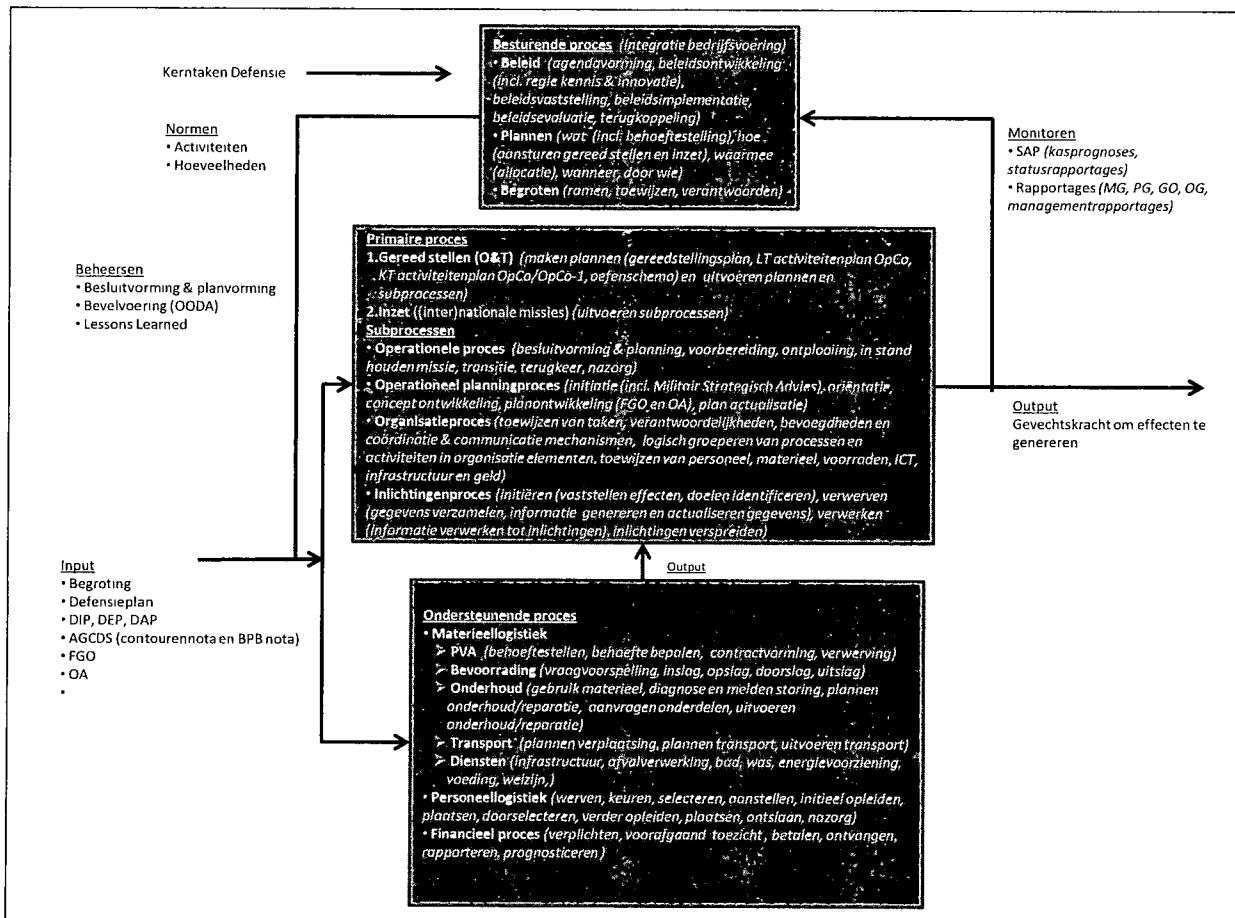 Besturende proces (integratie bedrijfsvoering)
• Beleid (agendavorming, beleidsontwikkeling
(incl. regie kennis & innovatie),
beleidsvaststelling, beleidsimplementatie,
beleidsevaluatie, terugkoppeling)
• Plannen (wat (incl. behoeftestelling), hoe
(aansturen gereed stellen en inzet), waarmee
(allocatie), wanneer, door wie)
• Begroten (ramen, toewijzen, verantwoorden)
Kerntaken Defensie
Normen
• Activiteiten
• Hoeveelheden
Monitoren
• SAP (kasprognoses,
statusrapportages)
• Rapportages (MG, PG, GO, OG,
managementrapportages)
Beheersen
• Besluitvorming & planvorming
• Bevelvoering (OODA)
• Lessons Learned
Primaire proces
1.Gereed stellen (O&T) (maken plannen (gereedstellingsplan, LT activiteitenplan OpCo,
KT activiteitenplan OpCo/OpCo-1, oefenschema) en uitvoeren plannen en
subprocessen)
2.Inzet ((inter)nationale missies) (uitvoeren subprocessen)
Subprocessen
• Operationele proces (besluitvorming & planning, voorbereiding, ontplooiing, in stand
houden missie, transitie, terugkeer, nazorg)
• Operationeel planningproces (initiatie (incl. Militair Strategisch Advies), oriëntatie,
conceptontwikkeling, planontwikkeling (FGO en OA), plan actualisatie)
• Organisatieproces (toewijzen van taken, verantwoordelijkheden, bevoegdheden en
coördinatie & communicatie mechanismen, logisch groeperen van processen en
activiteiten in organisatie elementen, toewijzen van personeel, materieel, voorraden, ICT,
infrastructuur en geld)
• Inlichtingenproces (initiëren (vaststellen effecten, doelen identificeren), verwerven
(gegevens verzamelen, informatie genereren en actualiseren gegevens), verwerken
(informatie verwerken tot inlichtingen), inlichtingen verspreiden)
Output
Gevechtskracht om effecten te
genereren
Input
• Begroting
• Defensieplan
• DIP, DEP, DAP
• AGCDS (contourennota en BPB nota)
• FGO
• OA
•
Output
Ondersteunende proces
• Materieellogistiek
➢ PVA (behoeftestellen, behoefte bepalen, contractvorming, verwerving)
➢ Bevoorrading (vraagvoorspelling, inslag, opslag, doorslag, uitslag)
➢ Onderhoud (gebruik materieel, diagnose en melden storing, plannen
onderhoud/reparatie, aanvragen onderdelen, uitvoeren
onderhoud/reparatie)
➢ Transport (plannen verplaatsing, plannen transport, uitvoeren transport)
➢ Diensten (infrastructuur, afvalverwerking, bad, was, energievoorziening,
voeding, welzijn,)
• Personeellogistiek (werven, keuren, selecteren, aanstellen, initieel opleiden,
plaatsen, doorselecteren, verder opleiden, plaatsen, ontslaan, nazorg)
• Financieel proces (verplichten, voorafgaand toezicht, betalen, ontvangen,
rapporteren, prognosticeren)